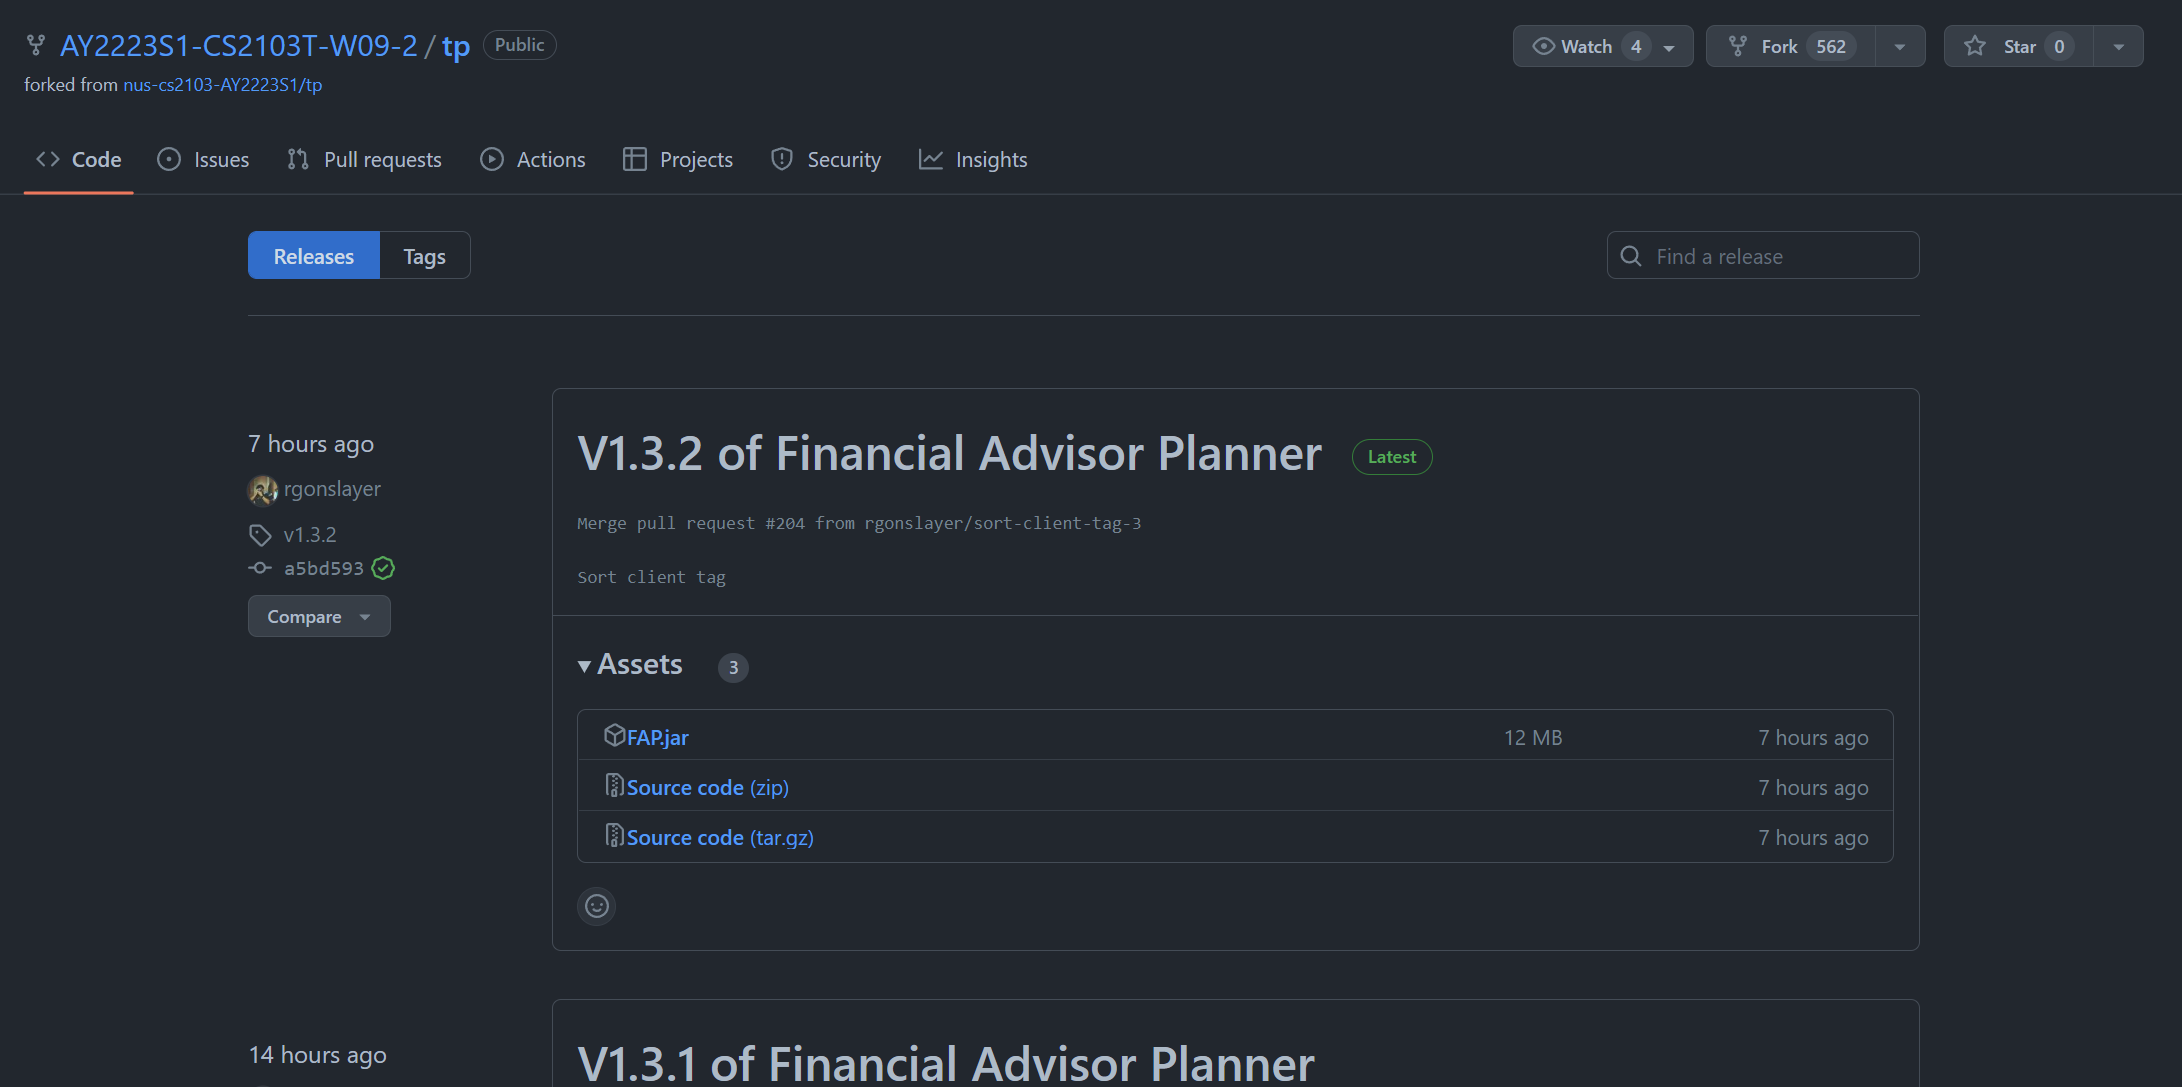 AY2223S1-CS2103T-W09-2 / tp Public
Watch 4 Fork 562 Star 0
forked from nus-cs2103-AY2223S1/tp
Code Issues Pull requests Actions Projects Security Insights
Releases Tags
Find a release
7 hours ago
rgonslayer
v1.3.2
a5bd593
Compare
V1.3.2 of Financial Advisor Planner Latest
Merge pull request #204 from rgonslayer/sort-client-tag-3
Sort client tag
Assets 3
FAP.jar 12 MB 7 hours ago
Source code (zip) 7 hours ago
Source code (tar.gz) 7 hours ago
14 hours ago
V1.3.1 of Financial Advisor Planner